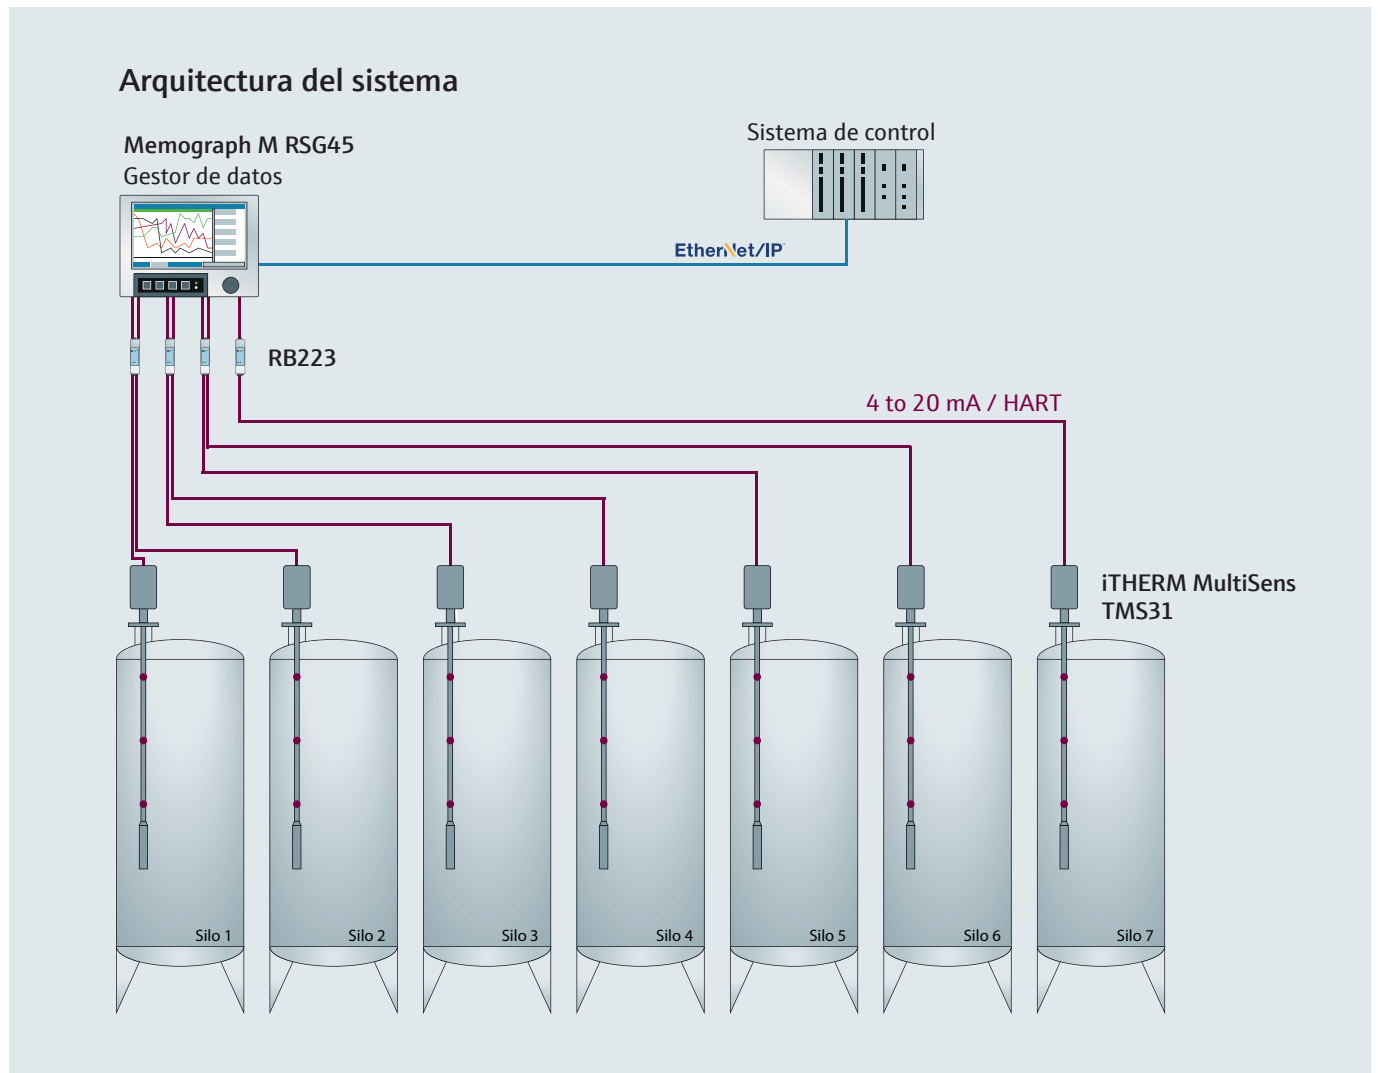 Arquitectura del sistema
Memograph M RSG45
Gestor de datos
Sistema de control
EtherNet/IP
RB223
4 to 20 mA / HART
iTHERM MultiSens
TMS31
Silo 1
Silo 2
Silo 3
Silo 4
Silo 5
Silo 6
Silo 7